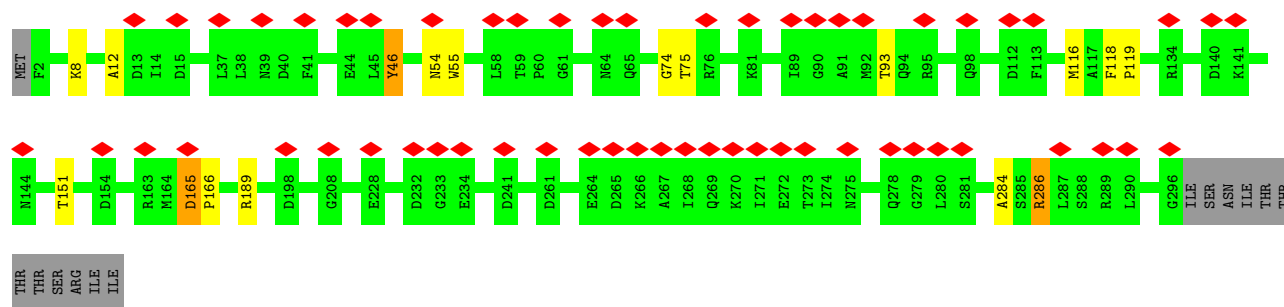 MET F2 K8 A12 D13 I14 D15 L37 L38 N39 D40 F41 E44 L45 Y46 N54 W55 L58 T59 P60 G61 N64 Q65 G74 T75 R76 K81 I89 G90 A91 M92 T93 Q94 R95 Q98 D112 F113 M116 A117 F118 P119 R134 D140 K141
N144 T151 D154 R163 M164 D165 P166 R189 D198 G208 E228 D232 G233 E234 D241 D261 E264 D265 K266 A267 I268 Q269 K270 I271 E272 T273 I274 N275 Q278 G279 L280 S281 A284 S285 R286 L287 S288 R289 L290 G296 ILE SER ASN ILE THR THR
THR THR SER ARG ILE ILE